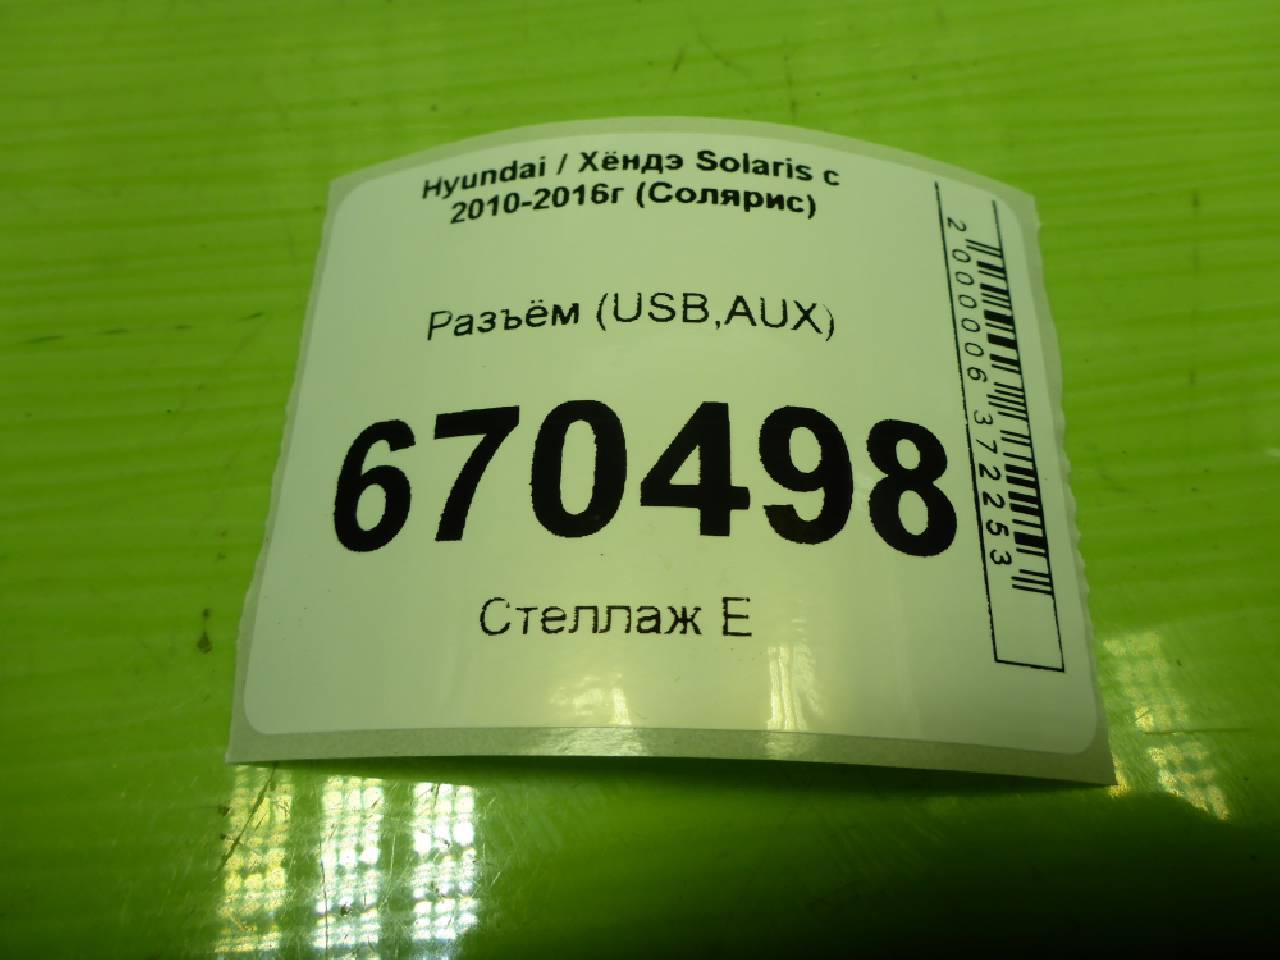 Hyundai / Хёндэ Solaris с
2010-2016г (Солярис)
Разъём (USB,AUX)
670498
Стеллаж Е
2000006372253